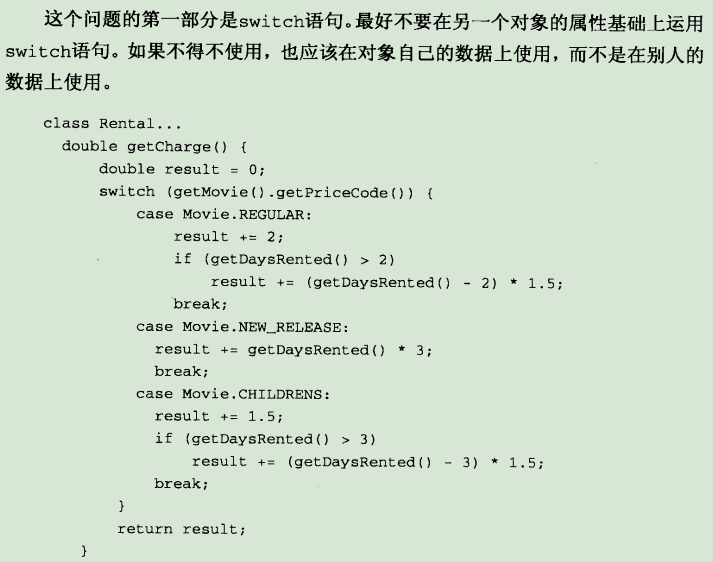 这个问题的第一部分是switch语句。最好不要在另一个对象的属性基础上运用
switch语句。如果不得不使用，也应该在对象自己的数据上使用，而不是在别人的
数据上使用。
class Rental...
  double getCharge() {
      double result = 0;
      switch (getMovie().getPriceCode()) {
          case Movie.REGULAR:
              result += 2;
              if (getDaysRented() > 2)
                  result += (getDaysRented() - 2) * 1.5;
              break;
          case Movie.NEW_RELEASE:
            result += getDaysRented() * 3;
            break;
          case Movie.CHILDRENS:
            result += 1.5;
            if (getDaysRented() > 3)
                result += (getDaysRented() - 3) * 1.5;
            break;
        }
        return result;
    }